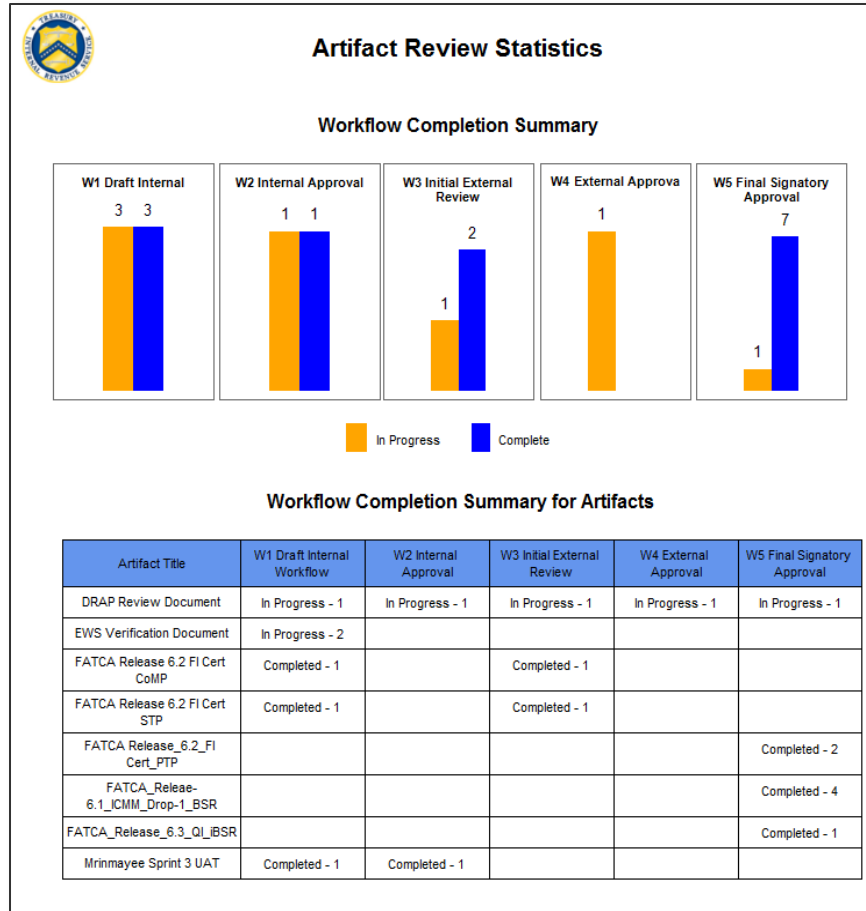 TREASURY
INTERNAL REVENUE SERVICE
Artifact Review Statistics
Workflow Completion Summary
W1 Draft Internal
3 3
W2 Internal Approval
1 1
W3 Initial External
Review
1 2
W4 External Approva
1
W5 Final Signatory
Approval
1 7
In Progress Complete
Workflow Completion Summary for Artifacts
Artifact Title W1 Draft Internal Workflow W2 Internal Approval W3 Initial External Review W4 External Approval W5 Final Signatory Approval
DRAP Review Document In Progress - 1 In Progress - 1 In Progress - 1 In Progress - 1 In Progress - 1
EWS Verification Document In Progress - 2
FATCA Release 6.2 FI Cert CoMP Completed - 1 Completed - 1
FATCA Release 6.2 FI Cert STP Completed - 1 Completed - 1
FATCA Release_6.2_FI Cert_PTP Completed - 2
FATCA_Releae-6.1_ICMM_Drop-1_BSR Completed - 4
FATCA_Release_6.3_QI_iBSR Completed - 1
Mrinmayee Sprint 3 UAT Completed - 1 Completed - 1